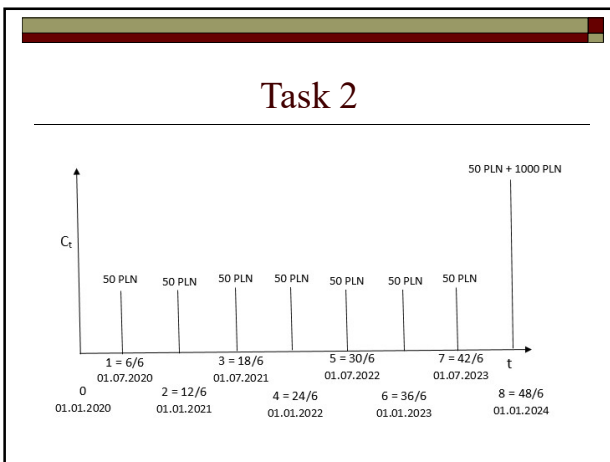 Task 2
50 PLN + 1000 PLN
Cₜ
50 PLN
50 PLN
50 PLN
50 PLN
50 PLN
50 PLN
50 PLN
1 = 6/6
01.07.2020
3 = 18/6
01.07.2021
5 = 30/6
01.07.2022
7 = 42/6
01.07.2023
t
0
01.01.2020
2 = 12/6
01.01.2021
4 = 24/6
01.01.2022
6 = 36/6
01.01.2023
8 = 48/6
01.01.2024